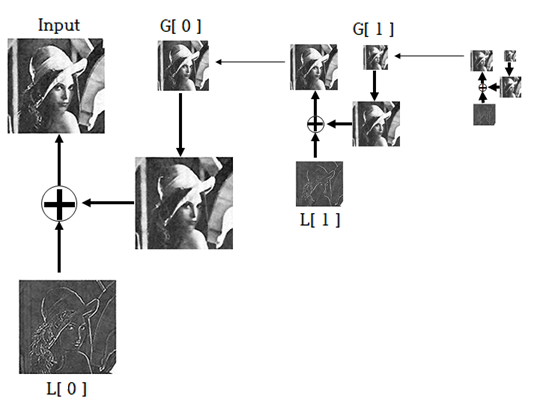 Input
G[ 0 ]
G[ 1 ]
L[ 1 ]
L[ 0 ]